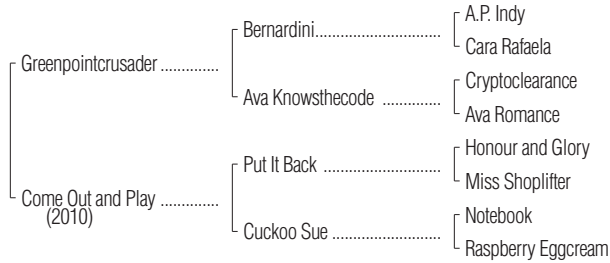 A.P. Indy
Bernardini......................
Cara Rafaela
Greenpointcrusader .............
Cryptoclearance
Ava Knowsthecode .............
Ava Romance
Honour and Glory
Put It Back ......................
Miss Shoplifter
Come Out and Play .............
(2010)
Notebook
Cuckoo Sue .....................
Raspberry Eggcream